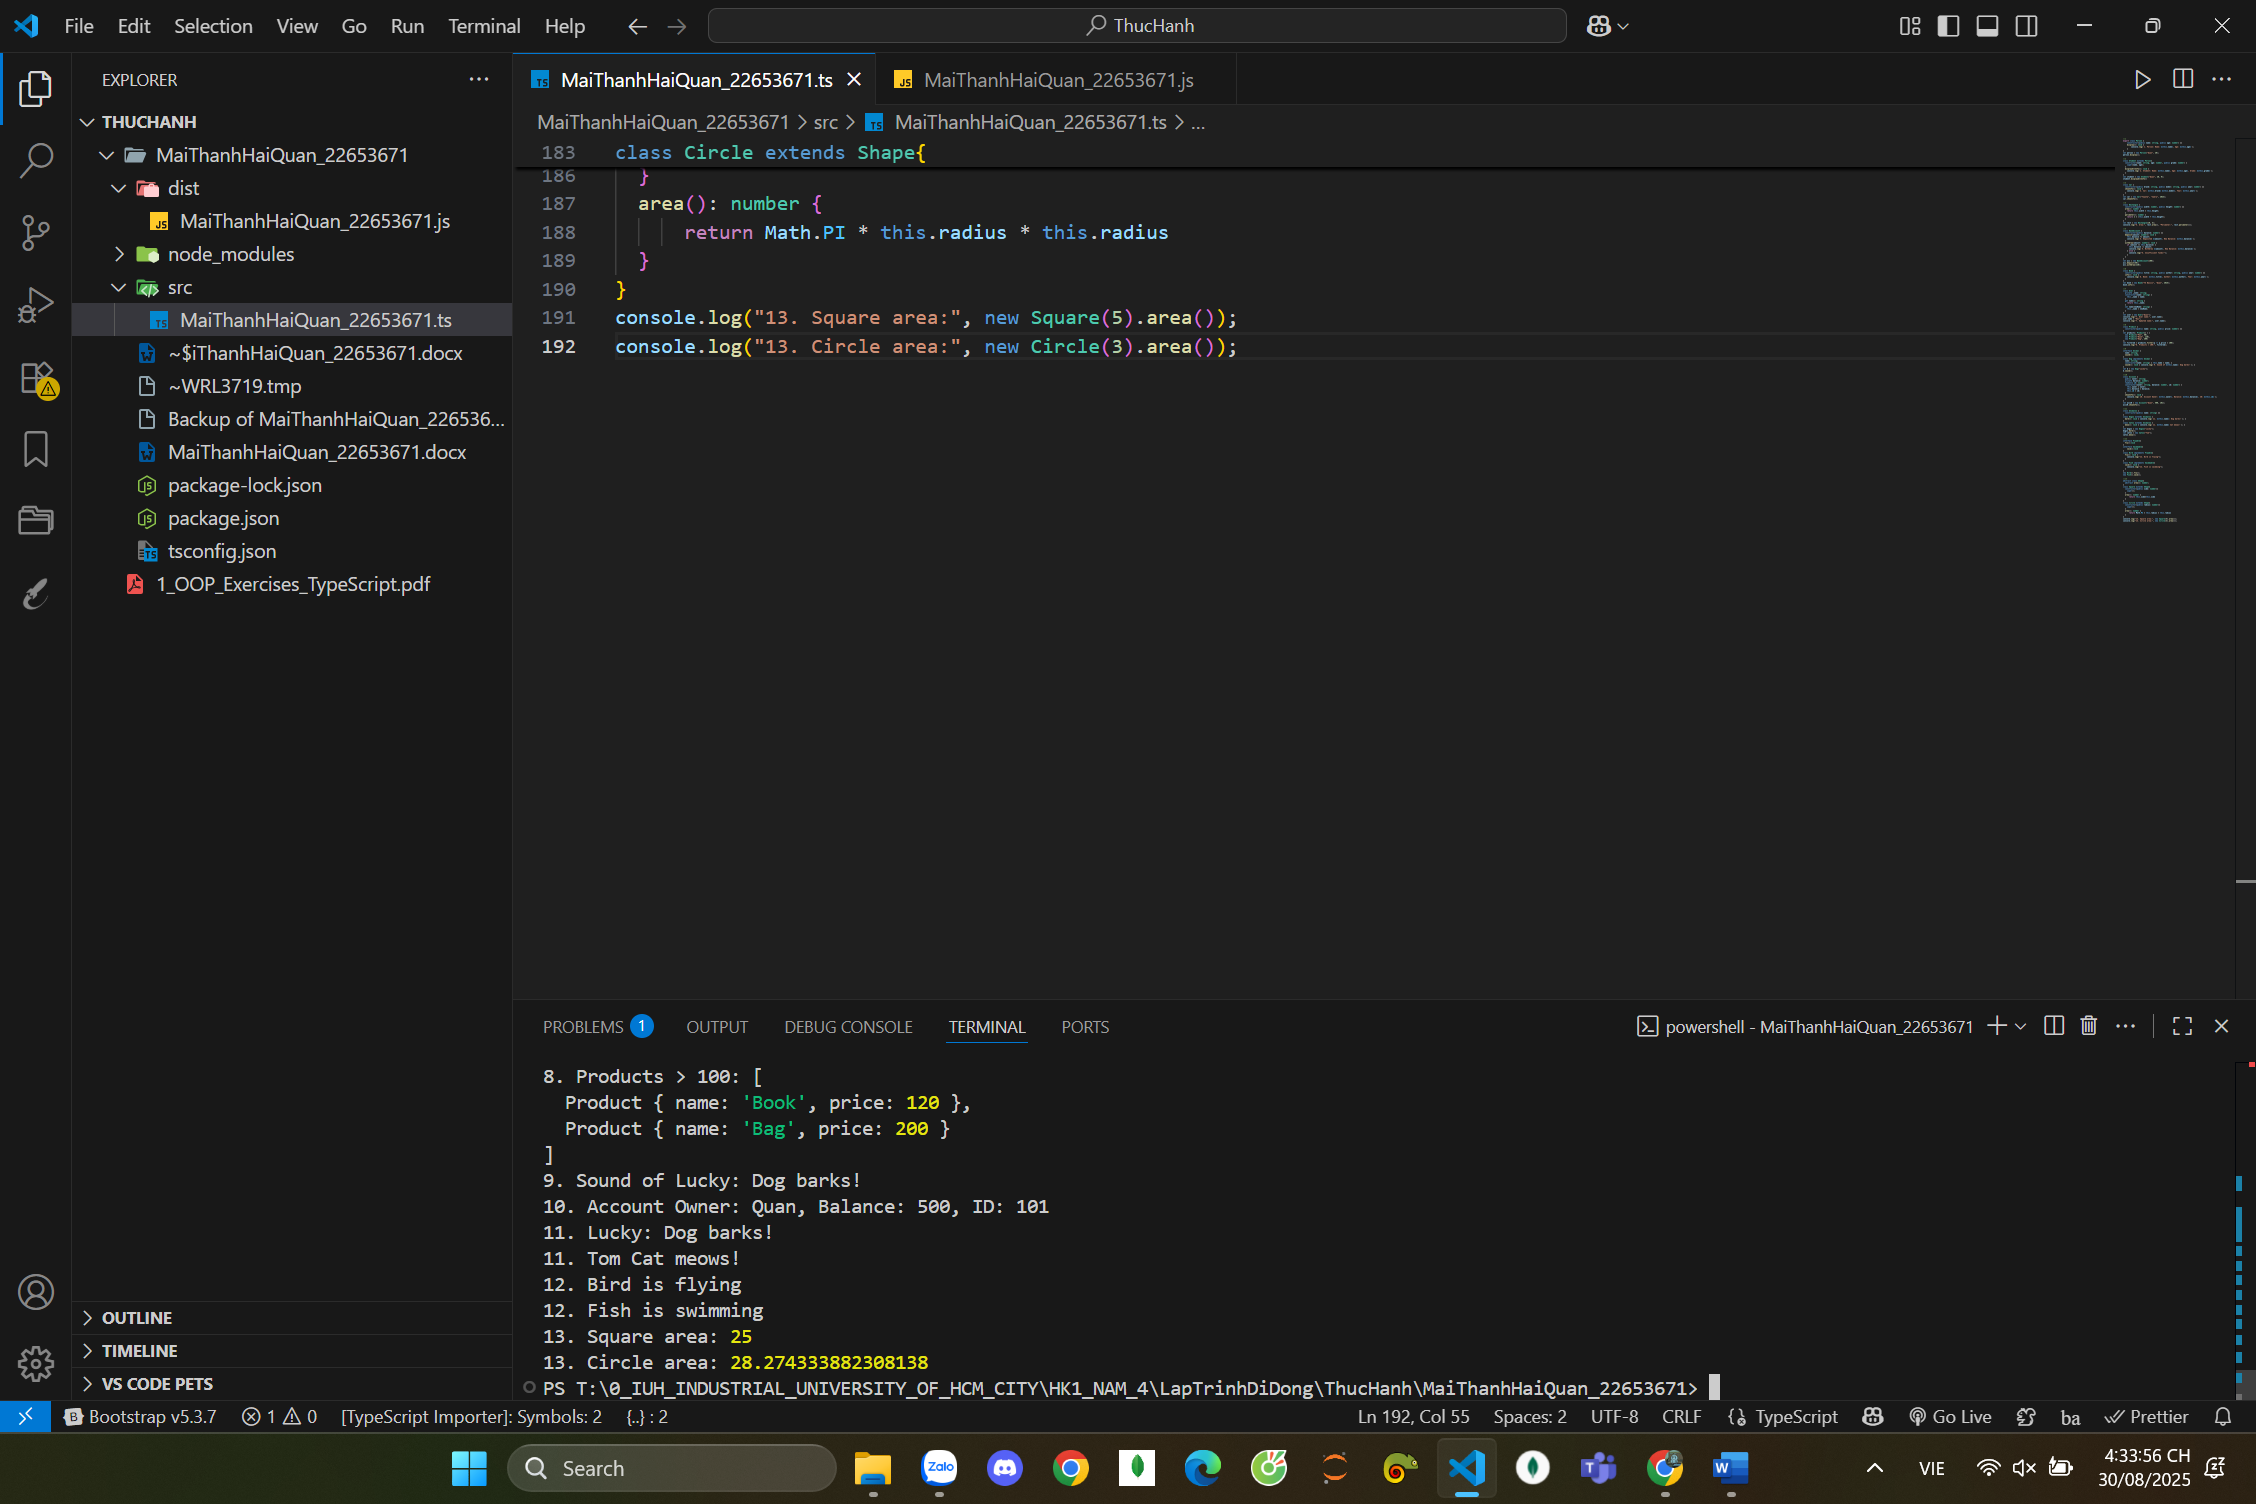 File Edit Selection View Go Run Terminal Help
ThucHanh
EXPLORER
THUCHANH
MaiThanhHaiQuan_22653671
dist
MaiThanhHaiQuan_22653671.js
node_modules
src
MaiThanhHaiQuan_22653671.ts
~$iThanhHaiQuan_22653671.docx
~WRL3719.tmp
Backup of MaiThanhHaiQuan_226536...
MaiThanhHaiQuan_22653671.docx
package-lock.json
package.json
tsconfig.json
1_OOP_Exercises_TypeScript.pdf
OUTLINE
TIMELINE
VS CODE PETS
MaiThanhHaiQuan_22653671.ts
MaiThanhHaiQuan_22653671.js
MaiThanhHaiQuan_22653671 > src > MaiThanhHaiQuan_22653671.ts > ...
183 class Circle extends Shape{
186 }
187 area(): number {
188 return Math.PI * this.radius * this.radius
189 }
190 }
191 console.log("13. Square area:", new Square(5).area());
192 console.log("13. Circle area:", new Circle(3).area());
PROBLEMS 1 OUTPUT DEBUG CONSOLE TERMINAL PORTS
powershell - MaiThanhHaiQuan_22653671
8. Products > 100: [
Product { name: 'Book', price: 120 },
Product { name: 'Bag', price: 200 }
]
9. Sound of Lucky: Dog barks!
10. Account Owner: Quan, Balance: 500, ID: 101
11. Lucky: Dog barks!
11. Tom Cat meows!
12. Bird is flying
12. Fish is swimming
13. Square area: 25
13. Circle area: 28.274333882308138
PS T:\0_IUH_INDUSTRIAL_UNIVERSITY_OF_HCM_CITY\HK1_NAM_4\LapTrinhDiDong\ThucHanh\MaiThanhHaiQuan_22653671>
Bootstrap v5.3.7 1 0 [TypeScript Importer]: Symbols: 2 {..} : 2
Ln 192, Col 55 Spaces: 2 UTF-8 CRLF TypeScript Go Live ba Prettier
Search
Zalo
VIE
4:33:56 CH
30/08/2025